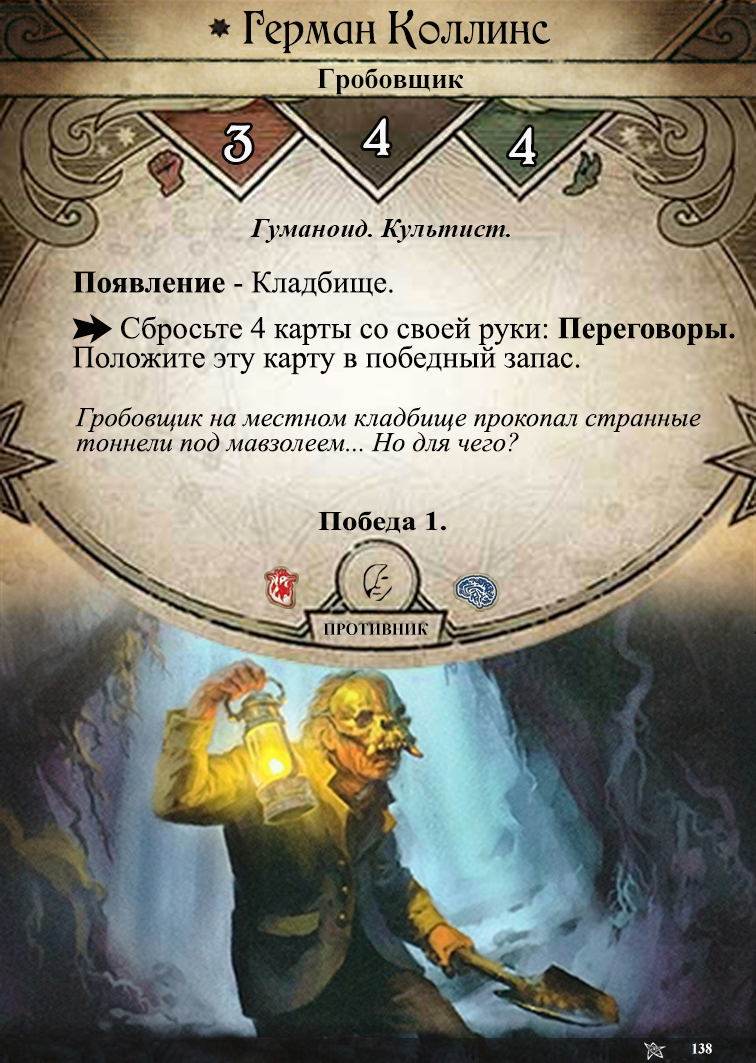 Герман Коллинс
Гробовщик
3 4 4
Гуманоид. Культист.
Появление - Кладбище.
Сбросьте 4 карты со своей руки: Переговоры.
Положите эту карту в победный запас.
Гробовщик на местном кладбище прокопал странные
тоннели под мавзолеем... Но для чего?
Победа 1.
ПРОТИВНИК
138